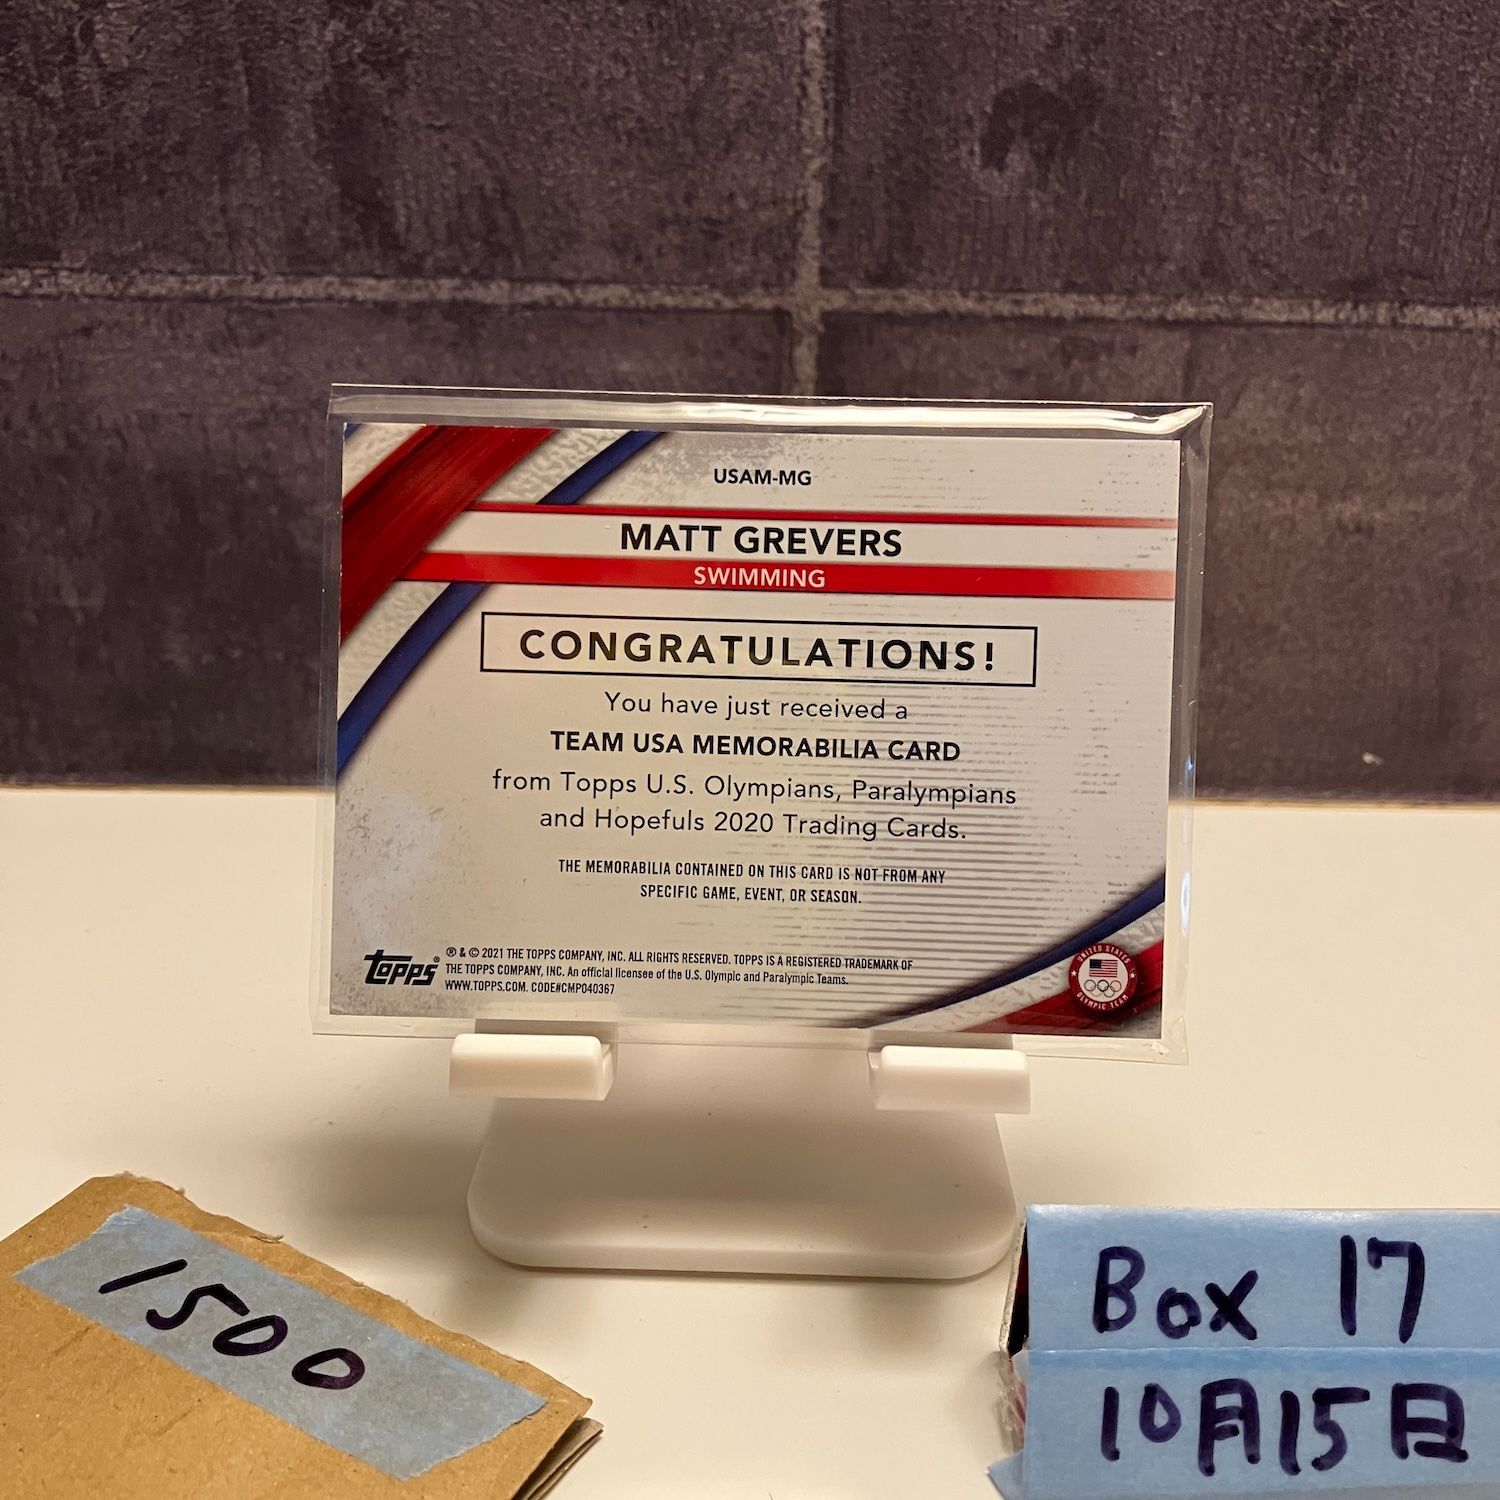 USAM-MG
MATT GREVERS
SWIMMING
CONGRATULATIONS!
You have just received a
TEAM USA MEMORABILIA CARD
from Topps U.S. Olympians, Paralympians
and Hopefuls 2020 Trading Cards.
THE MEMORABILIA CONTAINED ON THIS CARD IS NOT FROM ANY
SPECIFIC GAME, EVENT, OR SEASON.
topps®
® & © 2021 THE TOPPS COMPANY, INC. ALL RIGHTS RESERVED. TOPPS IS A REGISTERED TRADEMARK OF
THE TOPPS COMPANY, INC. An official licensee of the U.S. Olympic and Paralympic Teams.
WWW.TOPPS.COM. CODE#CMP040367
UNITED STATES
OLYMPIC TEAM
1500
Box 17
10月15日